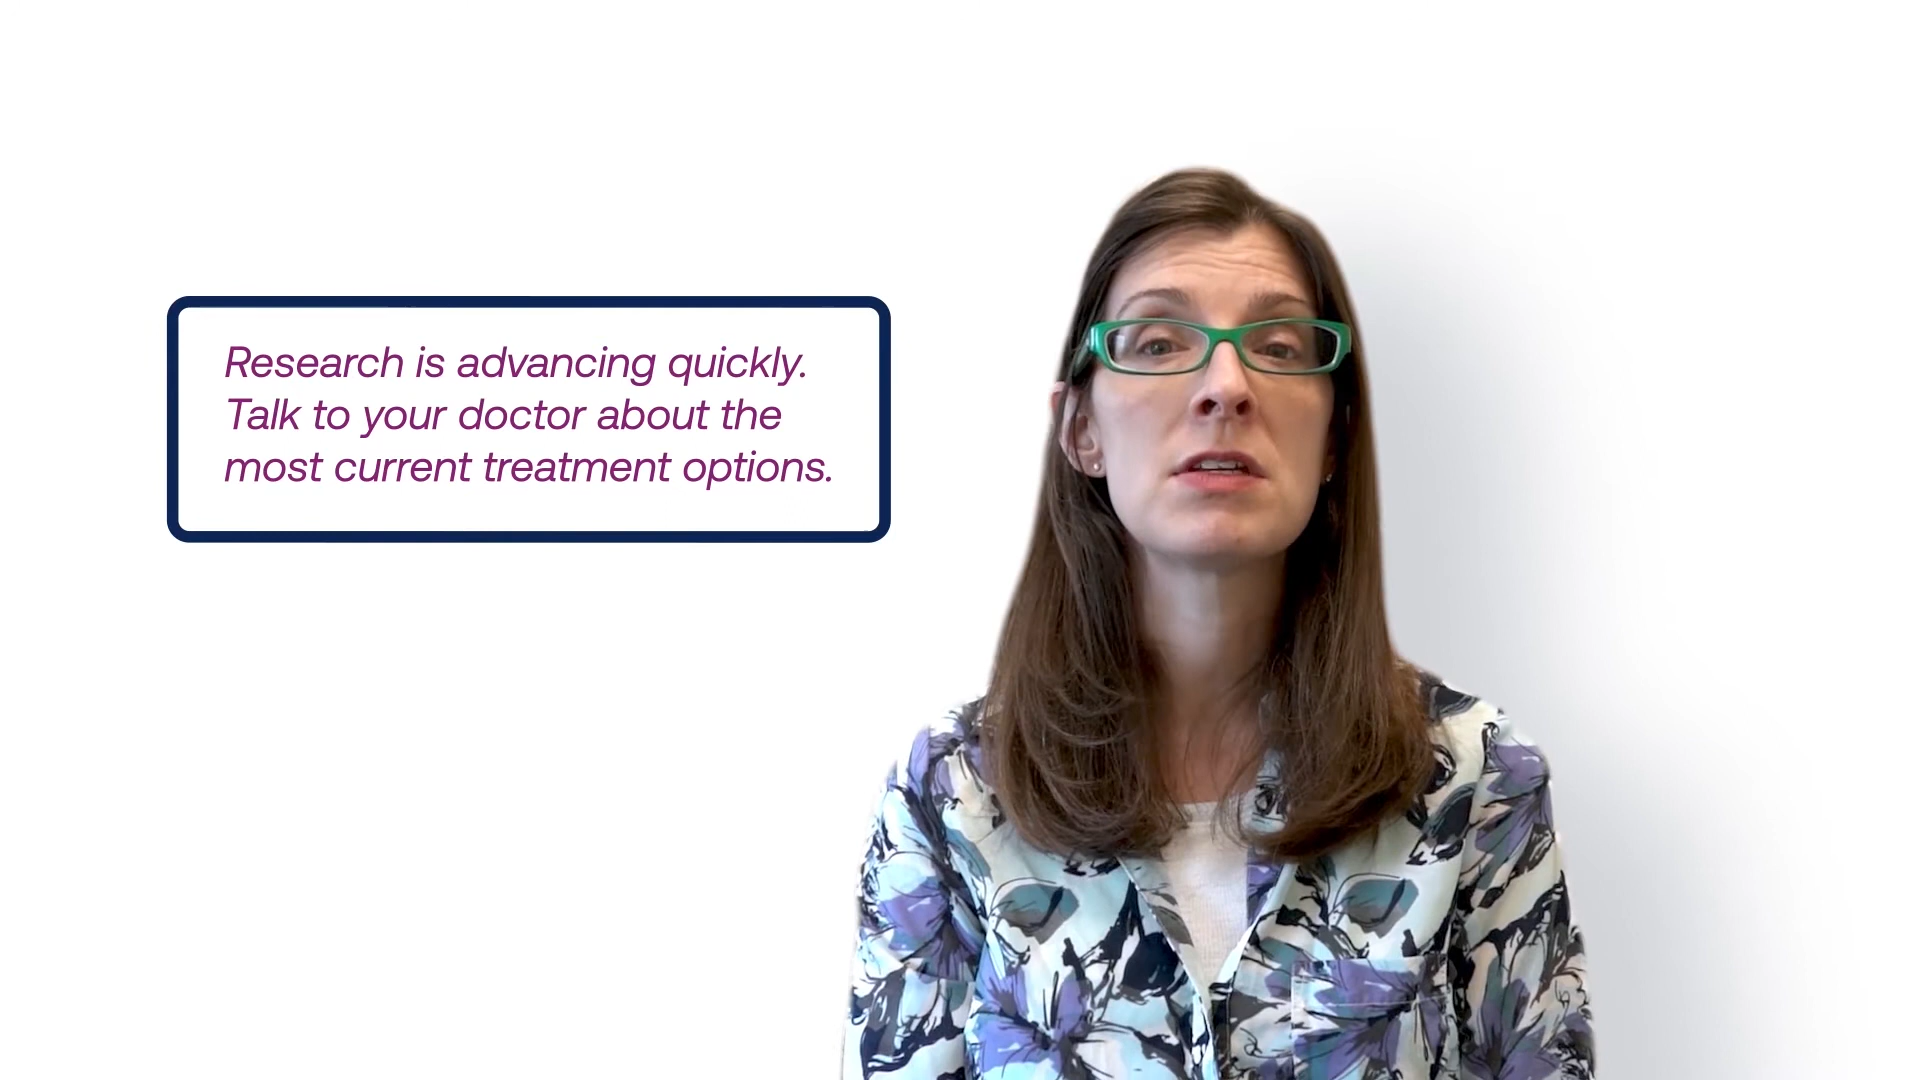 Research is advancing quickly.
Talk to your doctor about the
most current treatment options.